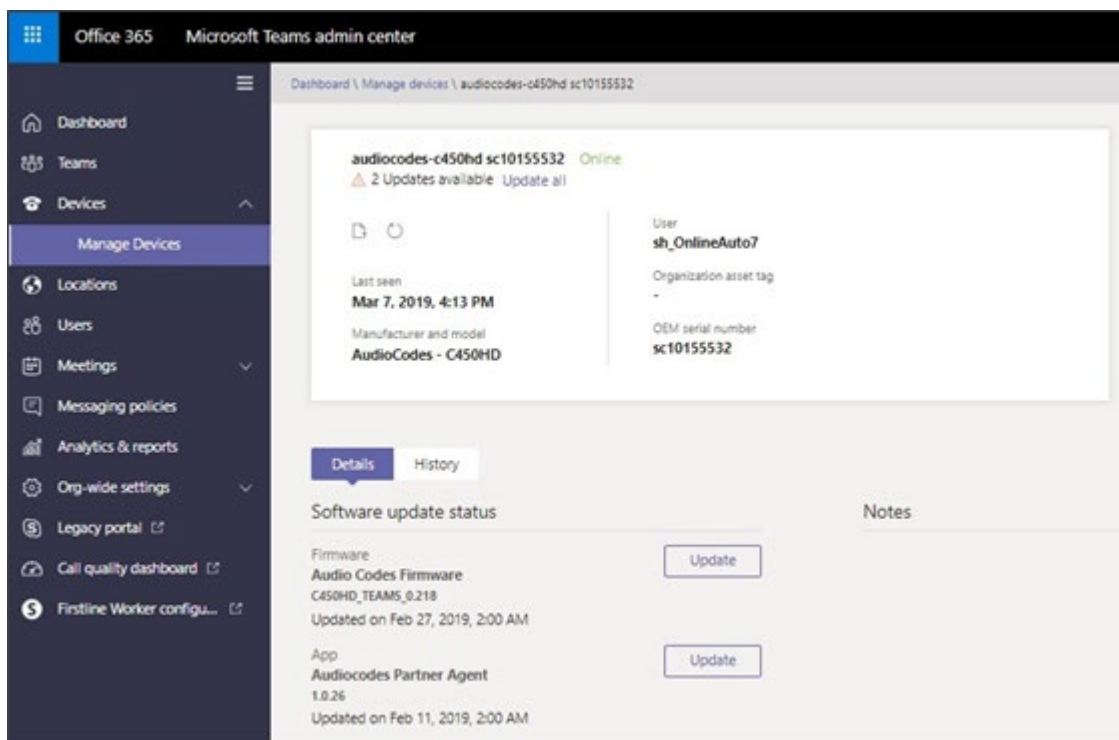 Office 365 Microsoft Teams admin center
Dashboard \ Manage devices \ audiocodes-c450hd sc10155532
Dashboard
Teams
Devices
Manage Devices
Locations
Users
Meetings
Messaging policies
Analytics & reports
Org-wide settings
Legacy portal
Call quality dashboard
Firstline Worker configu...
audiocodes-c450hd sc10155532 Online
2 Updates available Update all
Last seen
Mar 7, 2019, 4:13 PM
Manufacturer and model
AudioCodes - C450HD
User
sh_OnlineAuto7
Organization asset tag
-
OEM serial number
sc10155532
Details History
Software update status
Firmware
Audio Codes Firmware
C450HD_TEAMS_0.218
Updated on Feb 27, 2019, 2:00 AM
Update
App
Audiocodes Partner Agent
1.0.26
Updated on Feb 11, 2019, 2:00 AM
Update
Notes